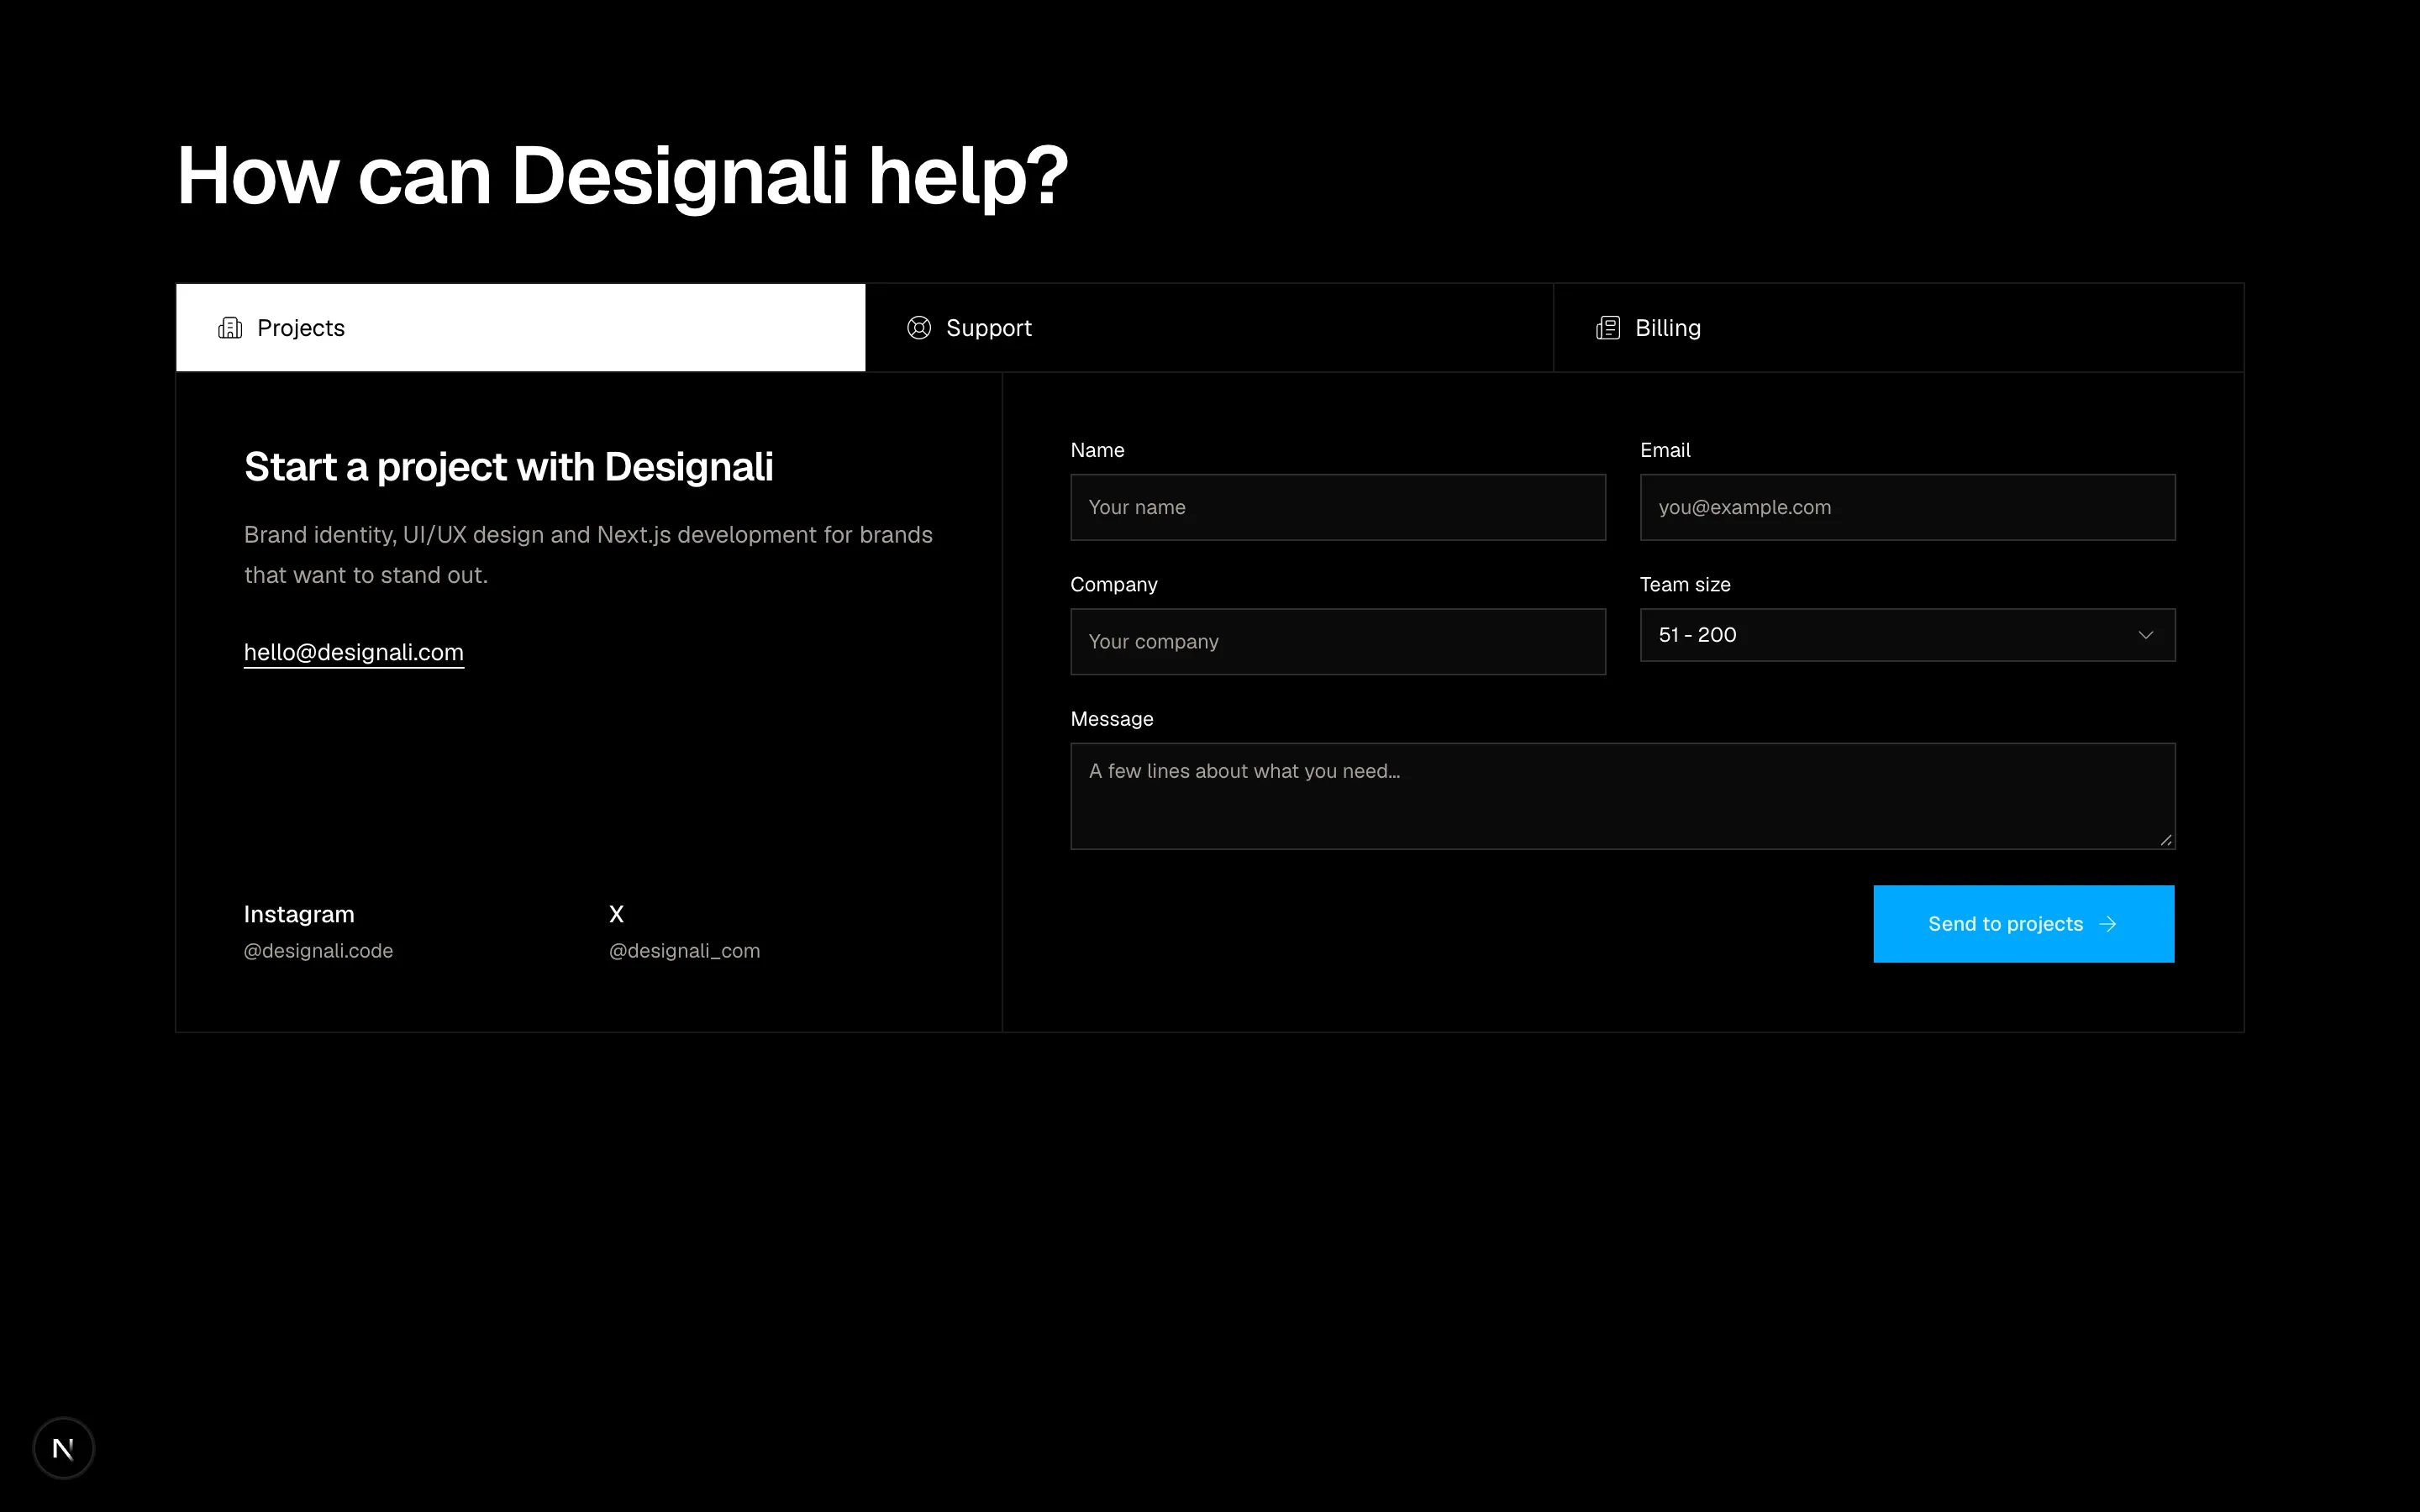 How can Designali help?
Projects
Support
Billing
Start a project with Designali
Brand identity, UI/UX design and Next.js development for brands
that want to stand out.
hello@designali.com
Instagram
@designali.code
X
@designali_com
Name
Your name
Email
you@example.com
Company
Your company
Team size
51 - 200
Message
A few lines about what you need...
Send to projects
N